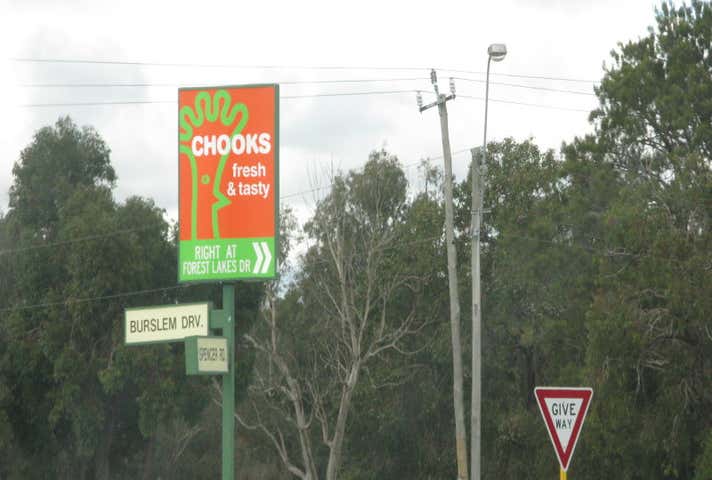 CHOOKS
fresh
& tasty
RIGHT AT
FOREST LAKES DR
BURSLEM DRV.
SPENCER RD.
GIVE
WAY